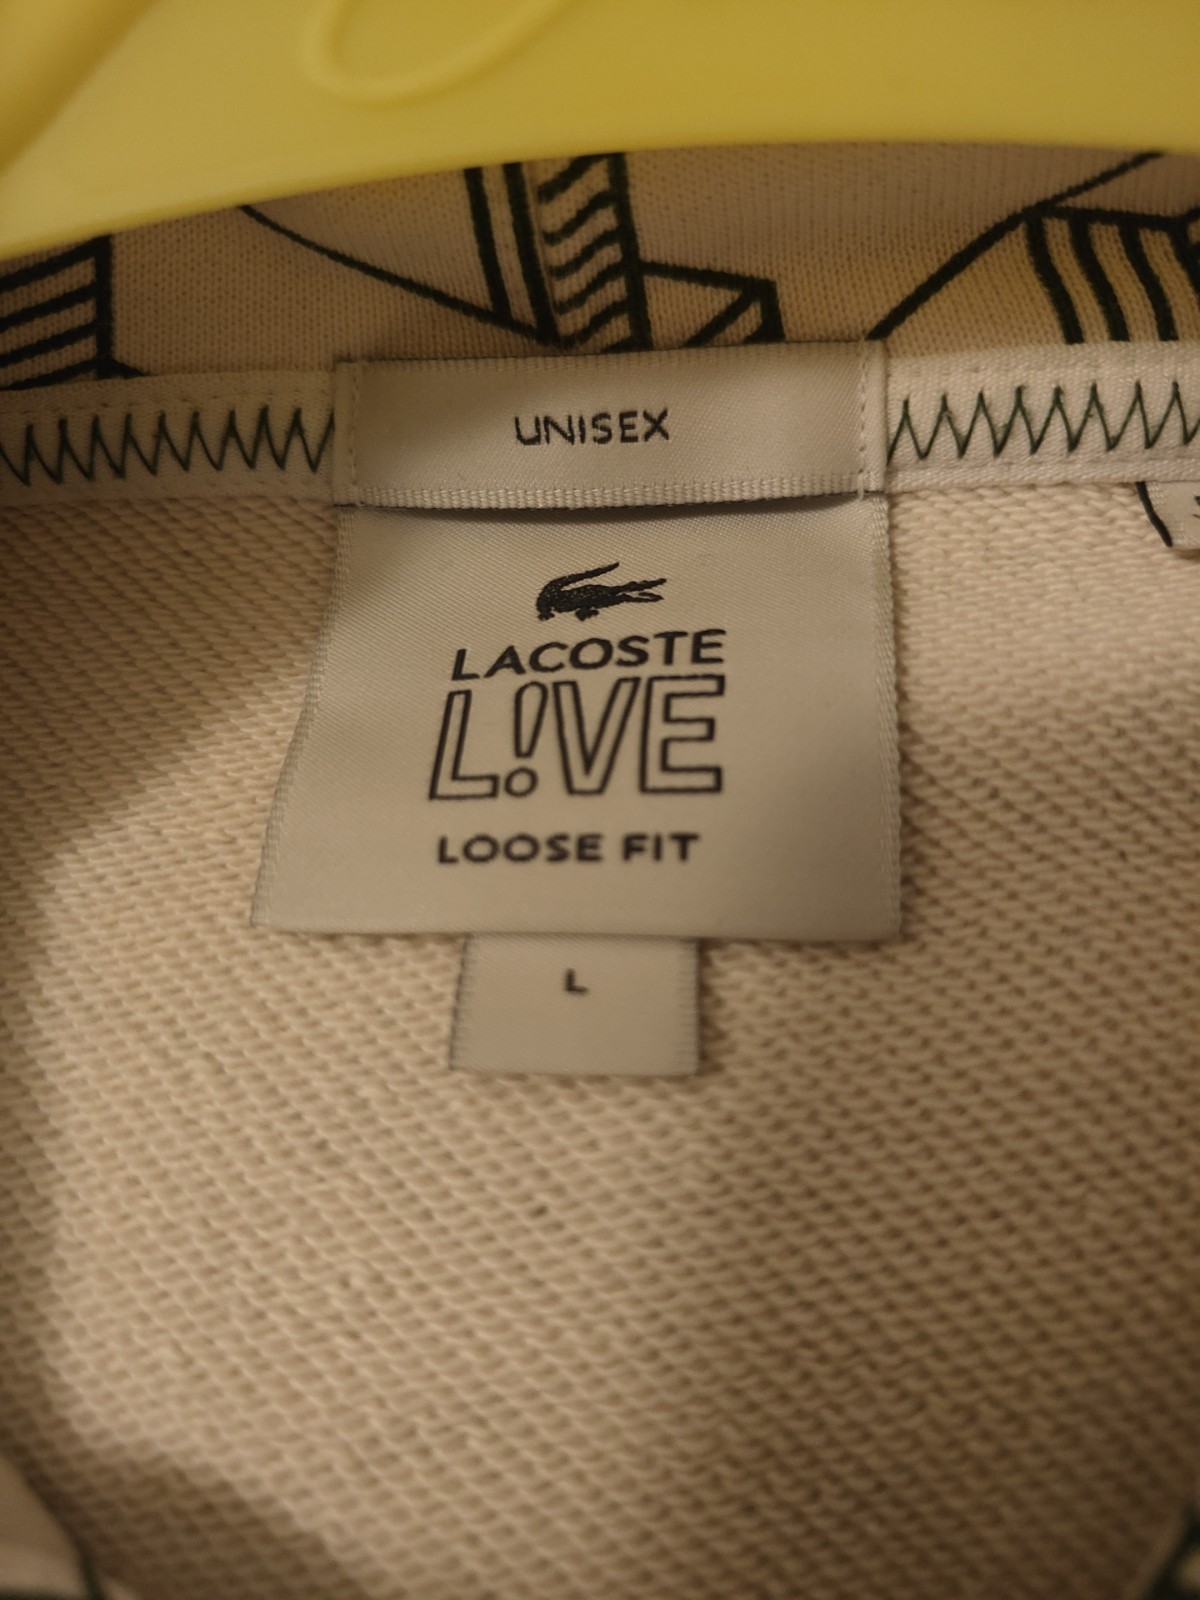 UNISEX
LACOSTE
L!VE
LOOSE FIT
L